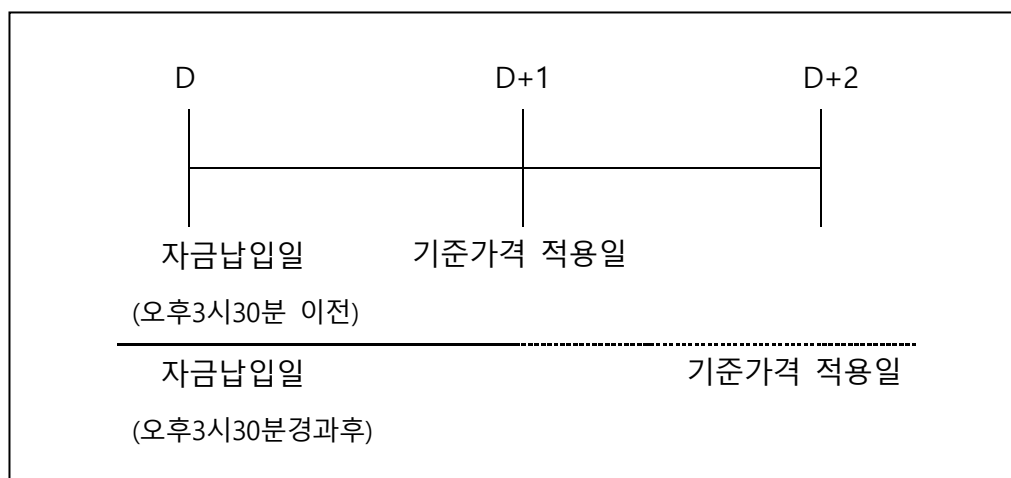 D D+1 D+2
자금납입일 기준가격 적용일
(오후3시30분 이전)
자금납입일 기준가격 적용일
(오후3시30분경과후)